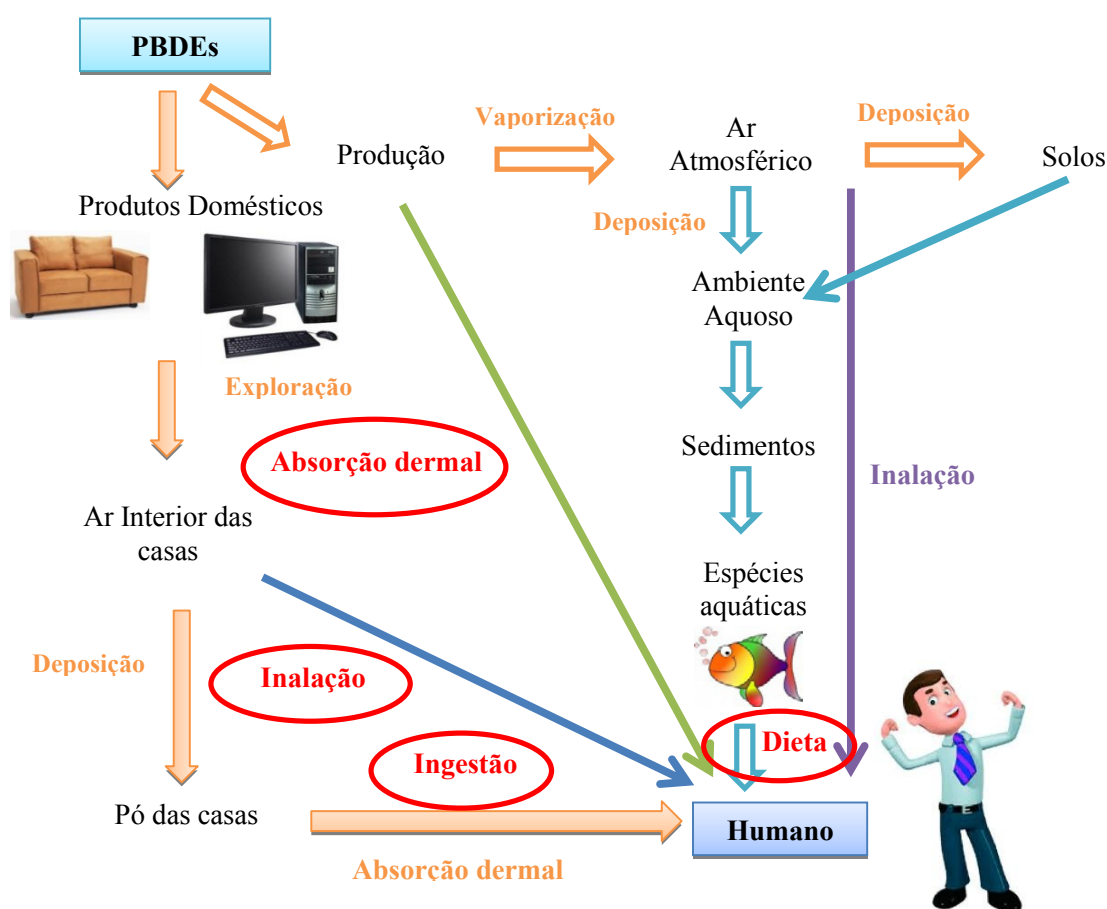 PBDEs
Vaporização
Deposição
Produção
Ar
Atmosférico
Solos
Produtos Domésticos
Deposição
Ambiente
Aquoso
Exploração
Absorção dermal
Sedimentos
Inalação
Ar Interior das
casas
Espécies
aquáticas
Deposição
Inalação
Dieta
Ingestão
Pó das casas
Humano
Absorção dermal